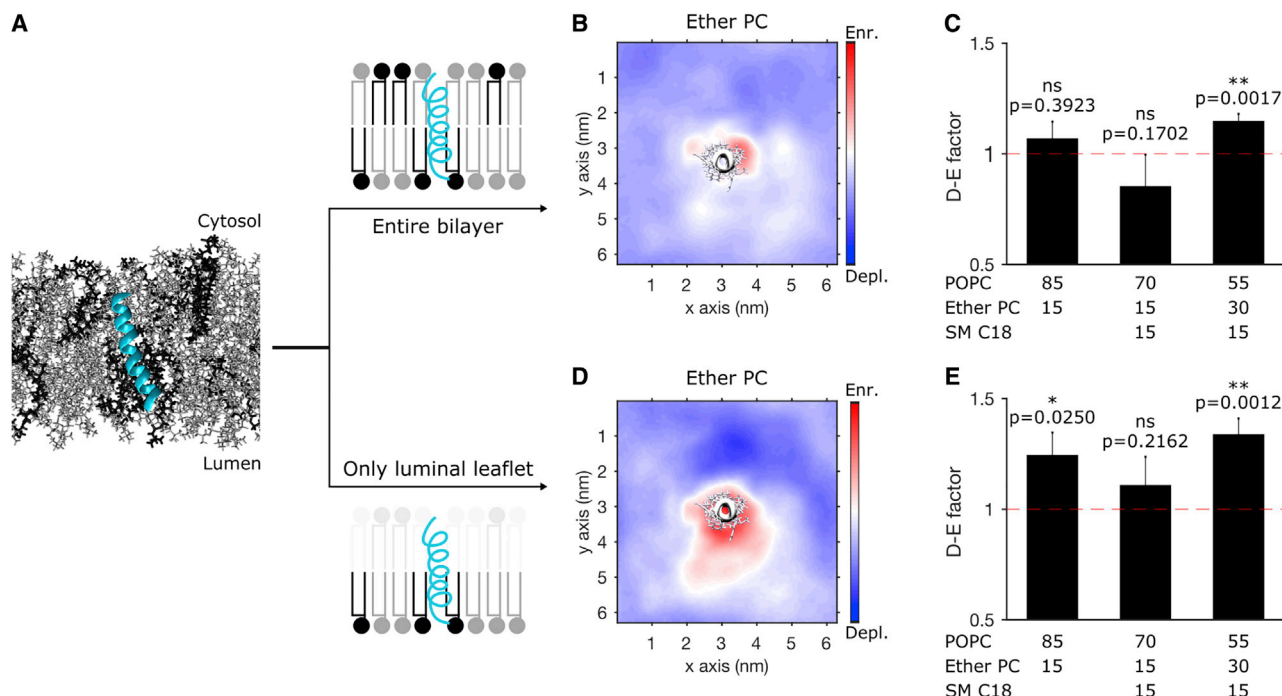 A
Cytosol
Lumen
Entire bilayer
Only luminal leaflet
B
Ether PC
Enr.
Depl.
y axis (nm)
1
2
3
4
5
6
1 2 3 4 5 6
x axis (nm)
C
1.5
1
0.5
D-E factor
ns
p=0.3923
ns
p=0.1702
**
p=0.0017
POPC 85 70 55
Ether PC 15 15 30
SM C18 15 15
D
Ether PC
Enr.
Depl.
y axis (nm)
1
2
3
4
5
6
1 2 3 4 5 6
x axis (nm)
E
1.5
1
0.5
D-E factor
*
p=0.0250
ns
p=0.2162
**
p=0.0012
POPC 85 70 55
Ether PC 15 15 30
SM C18 15 15